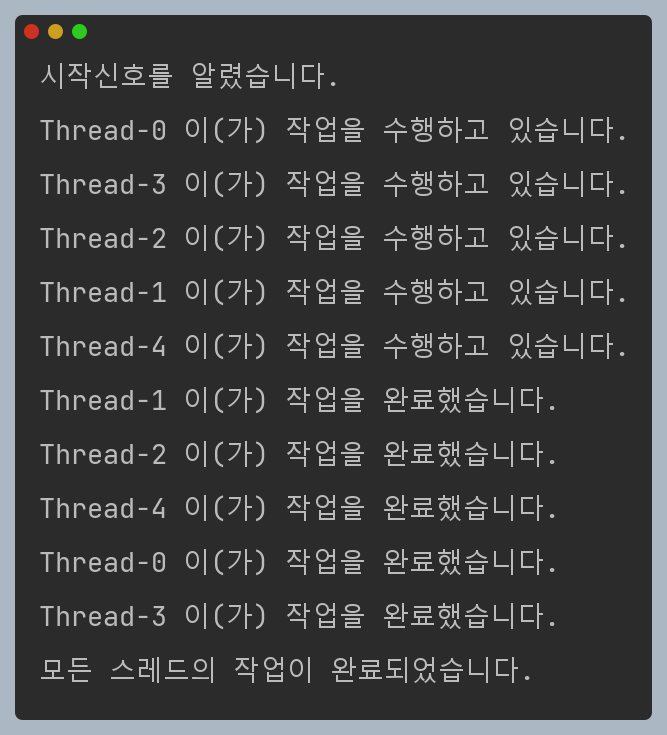 시작신호를 알렸습니다.
Thread-0 이(가) 작업을 수행하고 있습니다.
Thread-3 이(가) 작업을 수행하고 있습니다.
Thread-2 이(가) 작업을 수행하고 있습니다.
Thread-1 이(가) 작업을 수행하고 있습니다.
Thread-4 이(가) 작업을 수행하고 있습니다.
Thread-1 이(가) 작업을 완료했습니다.
Thread-2 이(가) 작업을 완료했습니다.
Thread-4 이(가) 작업을 완료했습니다.
Thread-0 이(가) 작업을 완료했습니다.
Thread-3 이(가) 작업을 완료했습니다.
모든 스레드의 작업이 완료되었습니다.